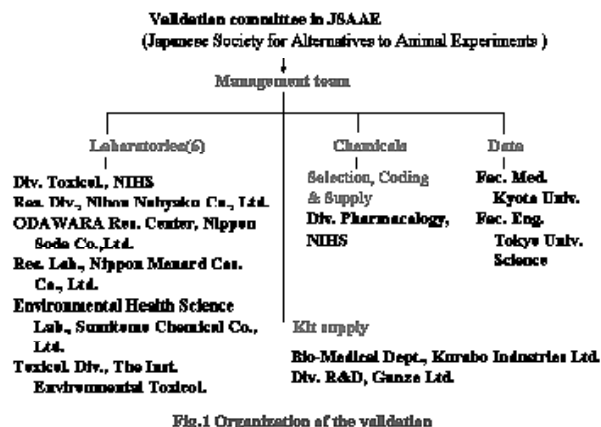 Validation committee in JSAAE
(Japanese Society for Alternatives to Animal Experiments )
Management team
Laboratories(6)
Div. Toxicol., NIHS
Res. Div., Nihon Nohyaku Co., Ltd.
ODAWARA Res. Center, Nippon
Soda Co.,Ltd.
Res. Lab., Nippon Menard Cos.
Co., Ltd.
Environmental Health Science
Lab., Sumitomo Chemical Co.,
Ltd.
Toxicol. Div., The Inst.
Environmental Toxicol.
Chemicals
Selection, Coding
& Supply
Div. Pharmacology,
NIHS
Data
Fac. Med.
Kyoto Univ.
Fac. Eng.
Tokyo Univ.
Science
Kit supply
Bio-Medical Dept., Kurabo Industries Ltd.
Div. R&D, Gunze Ltd.
Fig.1 Organization of the validation